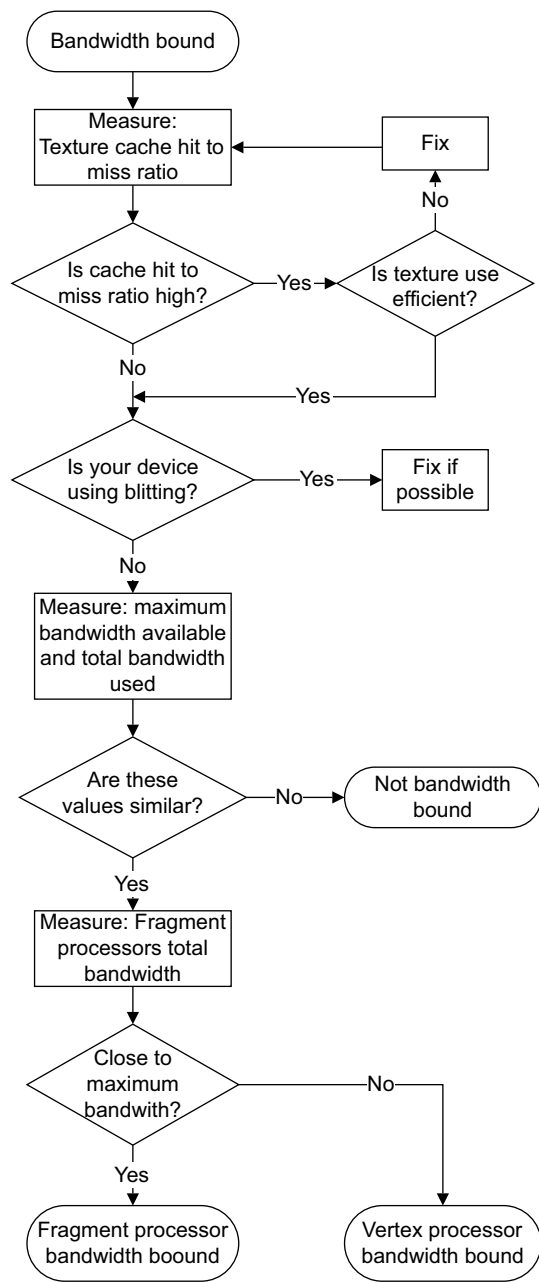 Bandwidth bound
Measure:
Texture cache hit to
miss ratio
Fix
No
Is cache hit to
miss ratio high?
Yes
Is texture use
efficient?
No
Yes
Is your device
using blitting?
Yes
Fix if
possible
No
Measure: maximum
bandwidth available
and total bandwidth
used
Are these
values similar?
No
Not bandwidth
bound
Yes
Measure: Fragment
processors total
bandwidth
Close to
maximum
bandwith?
No
Yes
Fragment processor
bandwidth boound
Vertex processor
bandwidth bound